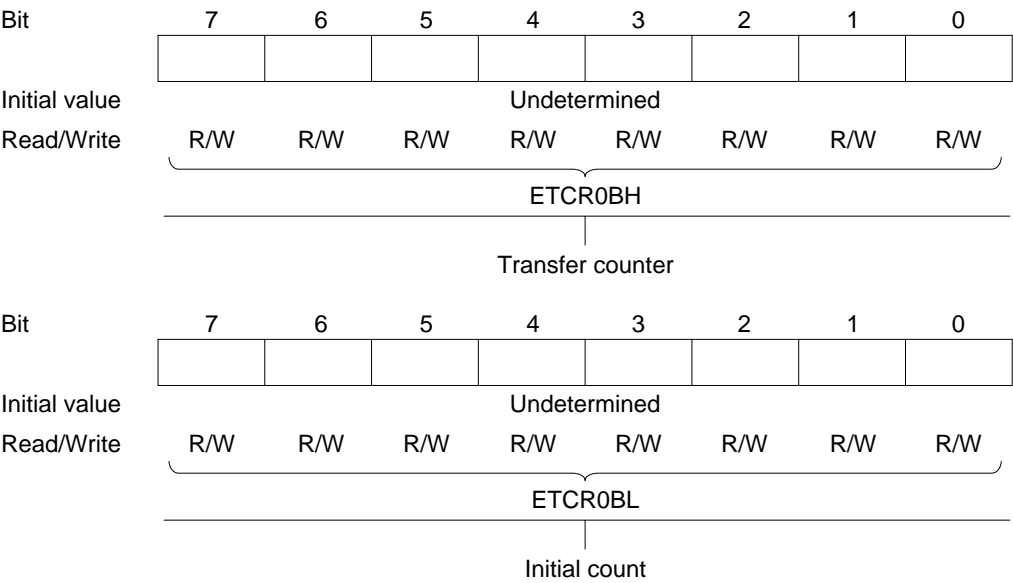 Bit 7 6 5 4 3 2 1 0
Initial value Undetermined
Read/Write R/W R/W R/W R/W R/W R/W R/W R/W
ETCR0BH
Transfer counter
Bit 7 6 5 4 3 2 1 0
Initial value Undetermined
Read/Write R/W R/W R/W R/W R/W R/W R/W R/W
ETCR0BL
Initial count